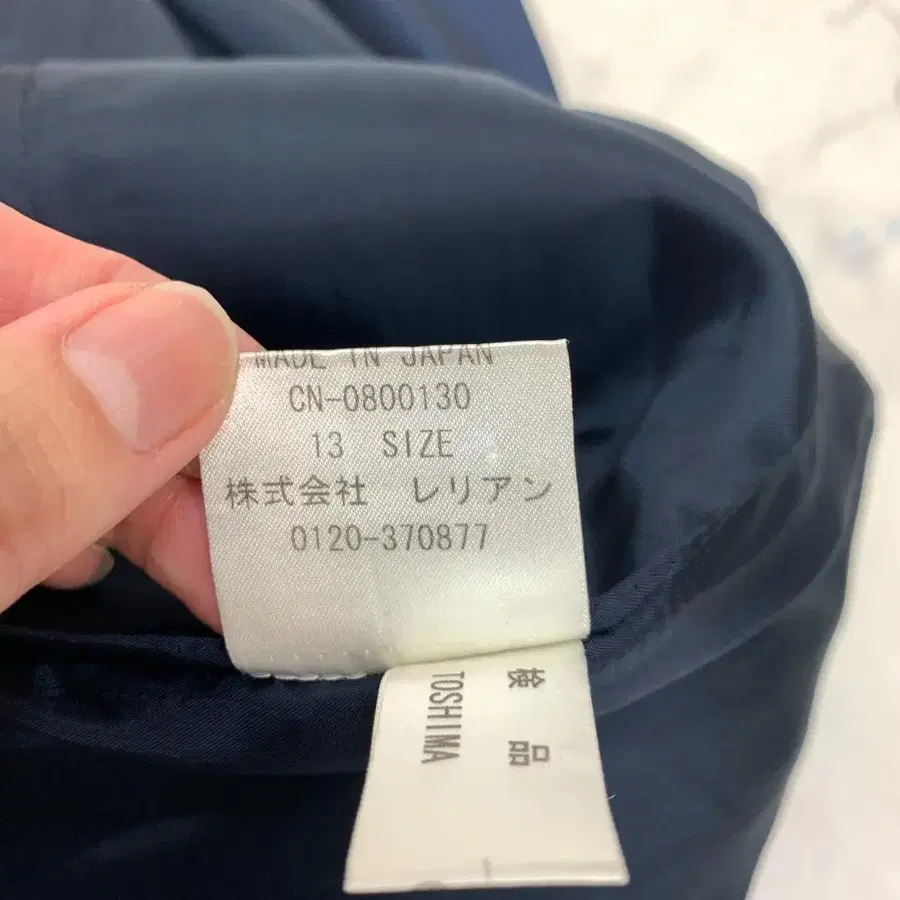 MADE IN JAPAN
CN-0800130
13 SIZE
株式会社 レリアン
0120-370877
検品
TOSHIMA